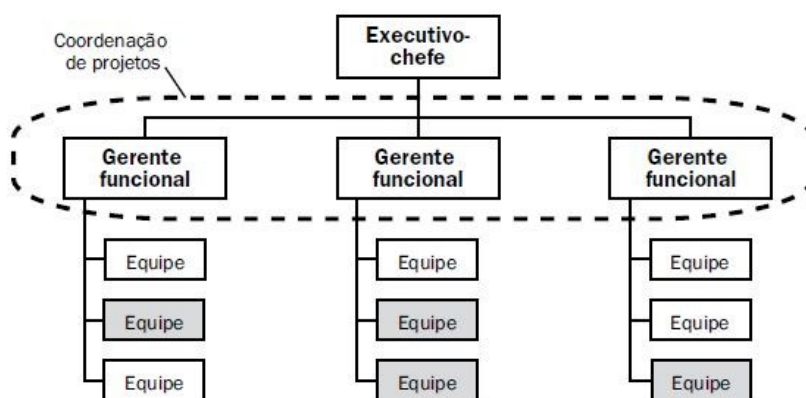 Coordenação
de projetos
Executivo-
chefe
Gerente
funcional
Gerente
funcional
Gerente
funcional
Equipe
Equipe
Equipe
Equipe
Equipe
Equipe
Equipe
Equipe
Equipe